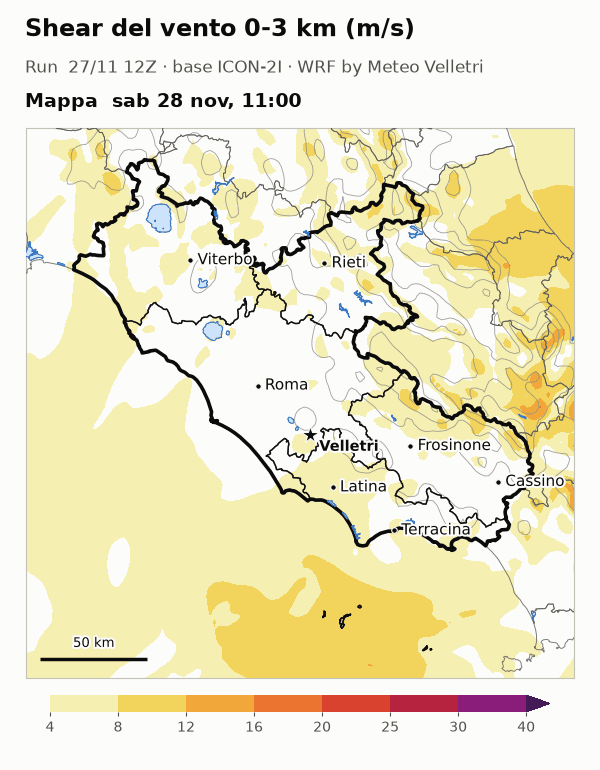 Shear del vento 0-3 km (m/s)
Run  27/11 12Z · base ICON-2I · WRF by Meteo Velletri
Mappa  sab 28 nov, 11:00
Viterbo
Rieti
Roma
Velletri
Frosinone
Cassino
Latina
Terracina
50 km
4 8 12 16 20 25 30 40